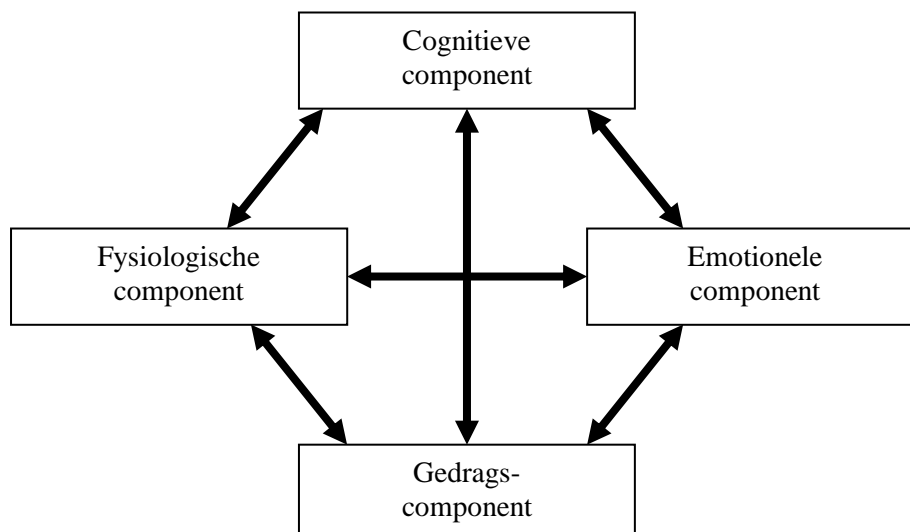 Cognitieve
component
Fysiologische
component
Emotionele
component
Gedrags-
component